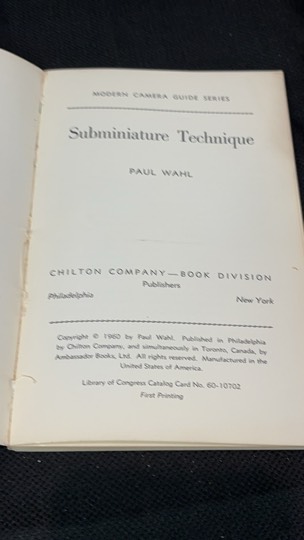 MODERN CAMERA GUIDE SERIES
Subminiature Technique
PAUL WAHL
CHILTON COMPANY—BOOK DIVISION
Publishers
Philadelphia New York
Copyright © 1960 by Paul Wahl. Published in Philadelphia
by Chilton Company, and simultaneously in Toronto, Canada, by
Ambassador Books, Ltd. All rights reserved. Manufactured in the
United States of America.
Library of Congress Catalog Card No. 60-10702
First Printing